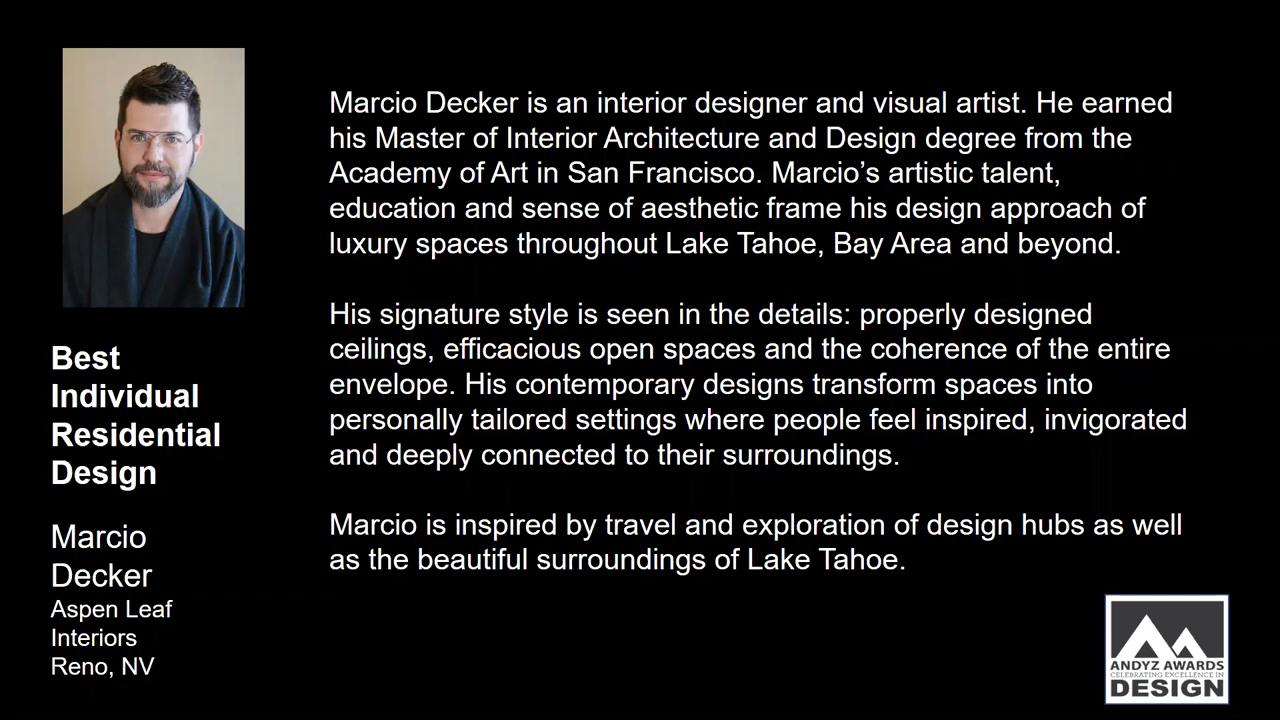 Marcio Decker is an interior designer and visual artist. He earned
his Master of Interior Architecture and Design degree from the
Academy of Art in San Francisco. Marcio’s artistic talent,
education and sense of aesthetic frame his design approach of
luxury spaces throughout Lake Tahoe, Bay Area and beyond.
His signature style is seen in the details: properly designed
ceilings, efficacious open spaces and the coherence of the entire
envelope. His contemporary designs transform spaces into
personally tailored settings where people feel inspired, invigorated
and deeply connected to their surroundings.
Marcio is inspired by travel and exploration of design hubs as well
as the beautiful surroundings of Lake Tahoe.
Best
Individual
Residential
Design
Marcio
Decker
Aspen Leaf
Interiors
Reno, NV
ANDYZ AWARDS
CELEBRATING EXCELLENCE IN
DESIGN